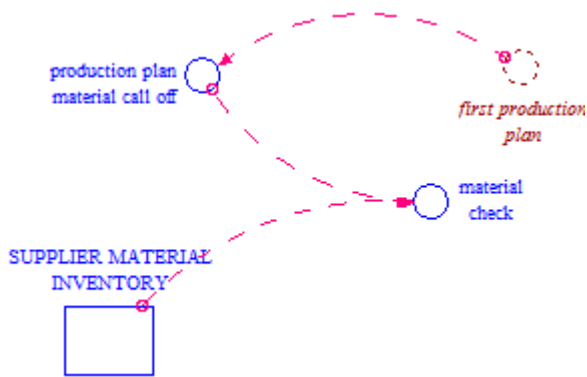 production plan
material call off
first production
plan
material
check
SUPPLIER MATERIAL
INVENTORY